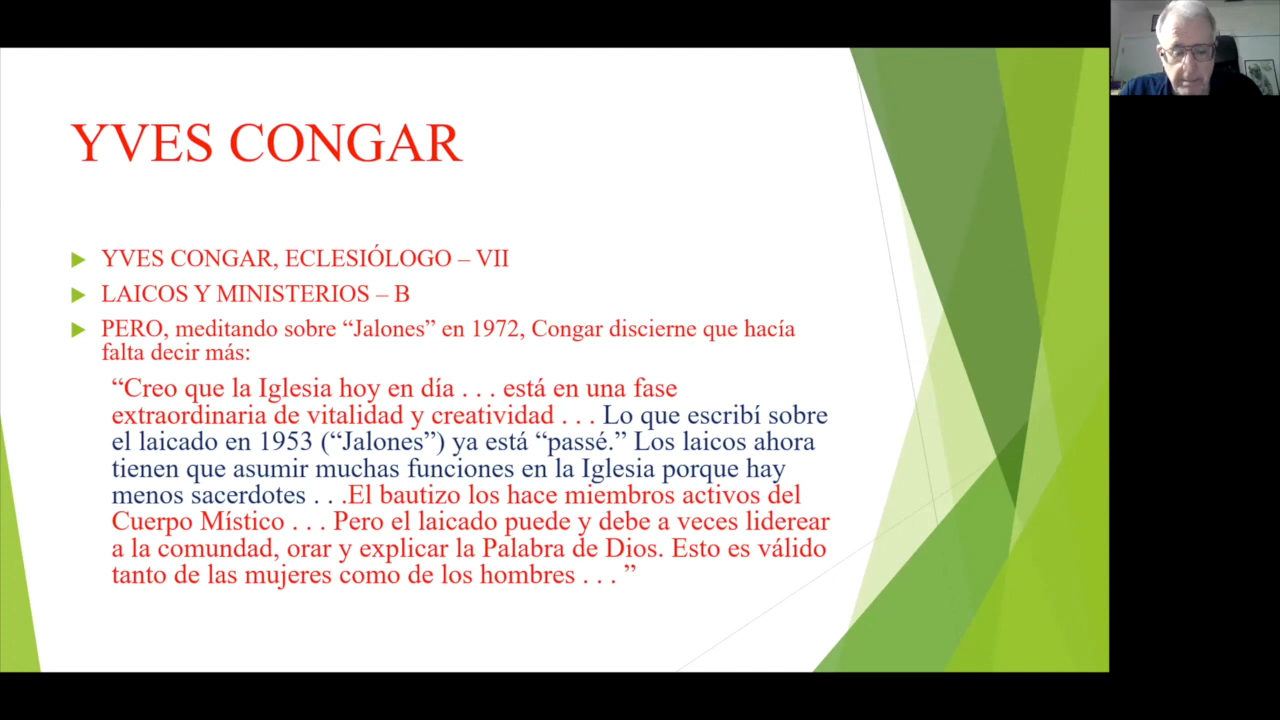 YVES CONGAR
YVES CONGAR, ECLESIÓLOGO – VII
LAICOS Y MINISTERIOS – B
PERO, meditando sobre “Jalones” en 1972, Congar discierne que hacía
falta decir más:
“Creo que la Iglesia hoy en día . . . está en una fase
extraordinaria de vitalidad y creatividad . . . Lo que escribí sobre
el laicado en 1953 (“Jalones”) ya está “passé.” Los laicos ahora
tienen que asumir muchas funciones en la Iglesia porque hay
menos sacerdotes . . .El bautizo los hace miembros activos del
Cuerpo Místico . . . Pero el laicado puede y debe a veces liderear
a la comundad, orar y explicar la Palabra de Dios. Esto es válido
tanto de las mujeres como de los hombres . . . ”